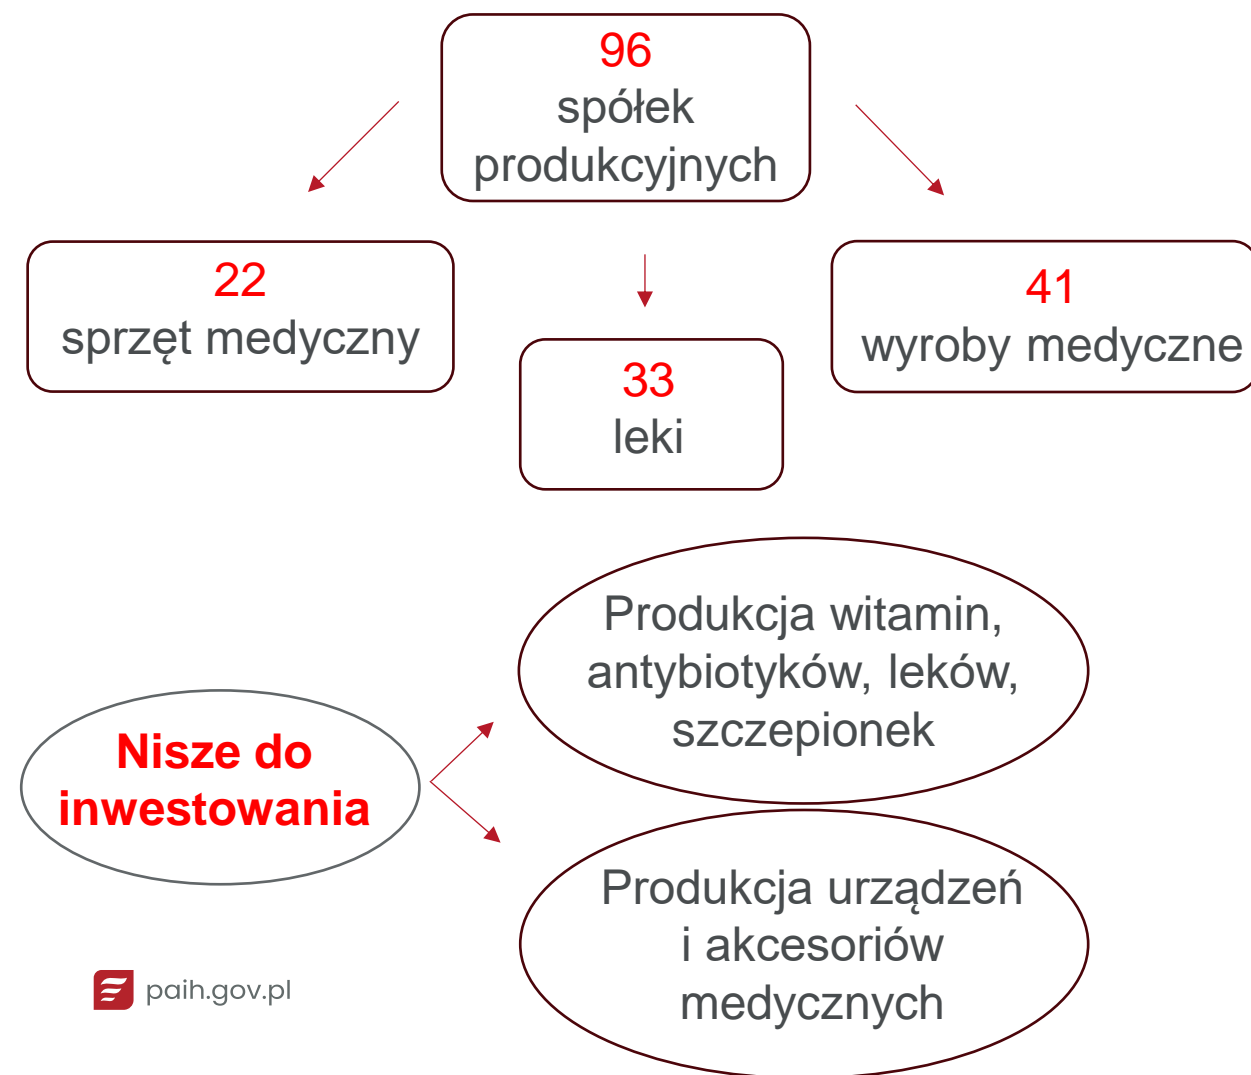 96
spółek
produkcyjnych
22
sprzęt medyczny
33
leki
41
wyroby medyczne
Nisze do
inwestowania
Produkcja witamin,
antybiotyków, leków,
szczepionek
Produkcja urządzeń
i akcesoriów
medycznych
paih.gov.pl